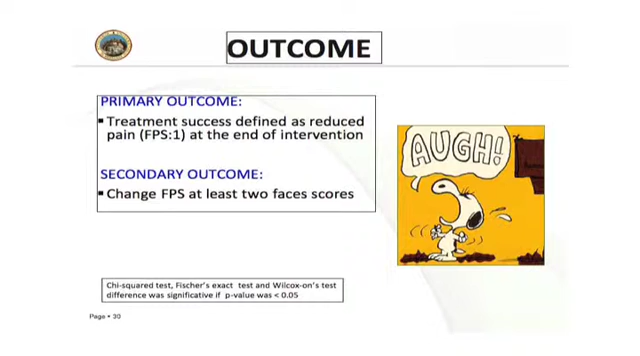 OUTCOME
PRIMARY OUTCOME:
▪ Treatment success defined as reduced
pain (FPS:1) at the end of intervention
SECONDARY OUTCOME:
▪ Change FPS at least two faces scores
AUGH!
Chi-squared test, Fischer's exact test and Wilcox-on's test
difference was significative if p-value was < 0.05
Page ▪ 30